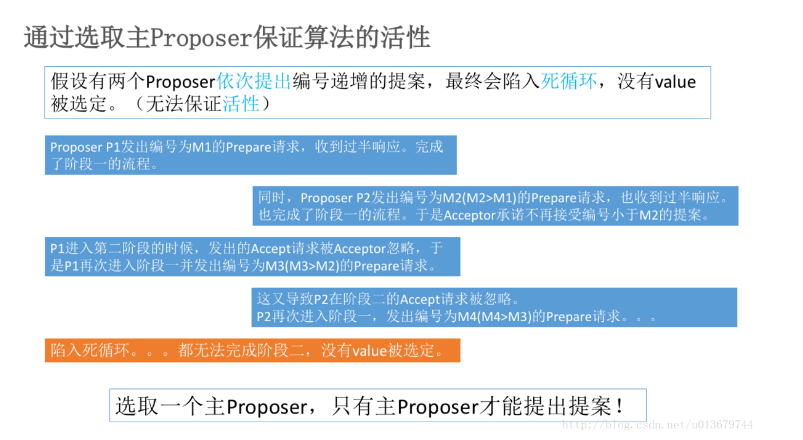 通过选取主Proposer保证算法的活性
假设有两个Proposer依次提出编号递增的提案，最终会陷入死循环，没有value
被选定。（无法保证活性）
Proposer P1发出编号为M1的Prepare请求，收到过半响应。完成
了阶段一的流程。
同时，Proposer P2发出编号为M2(M2>M1)的Prepare请求，也收到过半响应。
也完成了阶段一的流程。于是Acceptor承诺不再接受编号小于M2的提案。
P1进入第二阶段的时候，发出的Accept请求被Acceptor忽略，于
是P1再次进入阶段一并发出编号为M3(M3>M2)的Prepare请求。
这又导致P2在阶段二的Accept请求被忽略。
P2再次进入阶段一，发出编号为M4(M4>M3)的Prepare请求。。。
陷入死循环。。。都无法完成阶段二，没有value被选定。
选取一个主Proposer，只有主Proposer才能提出提案！
http://blog.csdn.net/u013679744